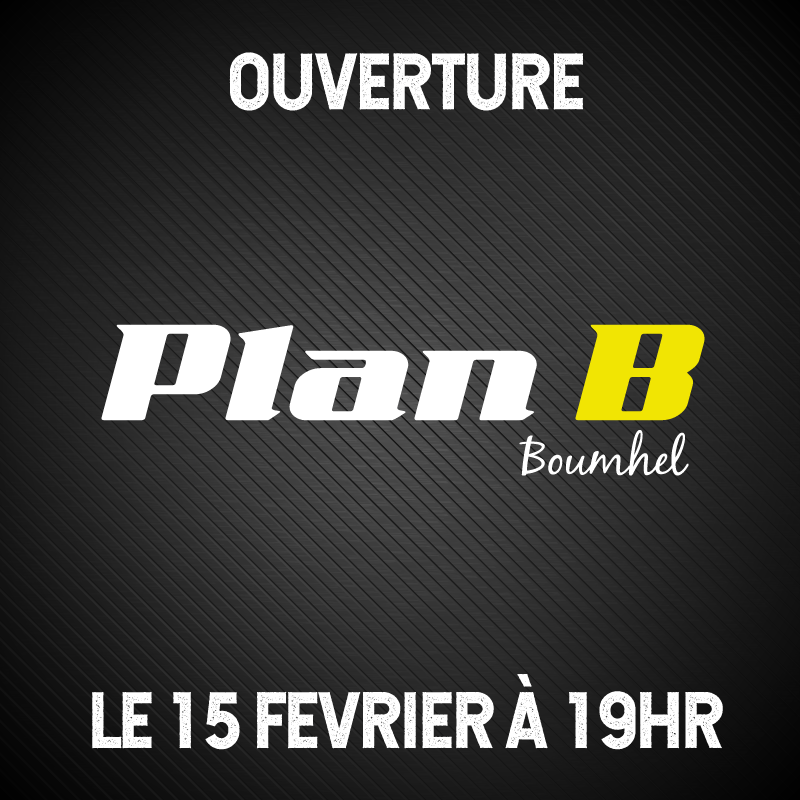 OUVERTURE
Plan B
Boumhel
LE 15 FEVRIER À 19HR